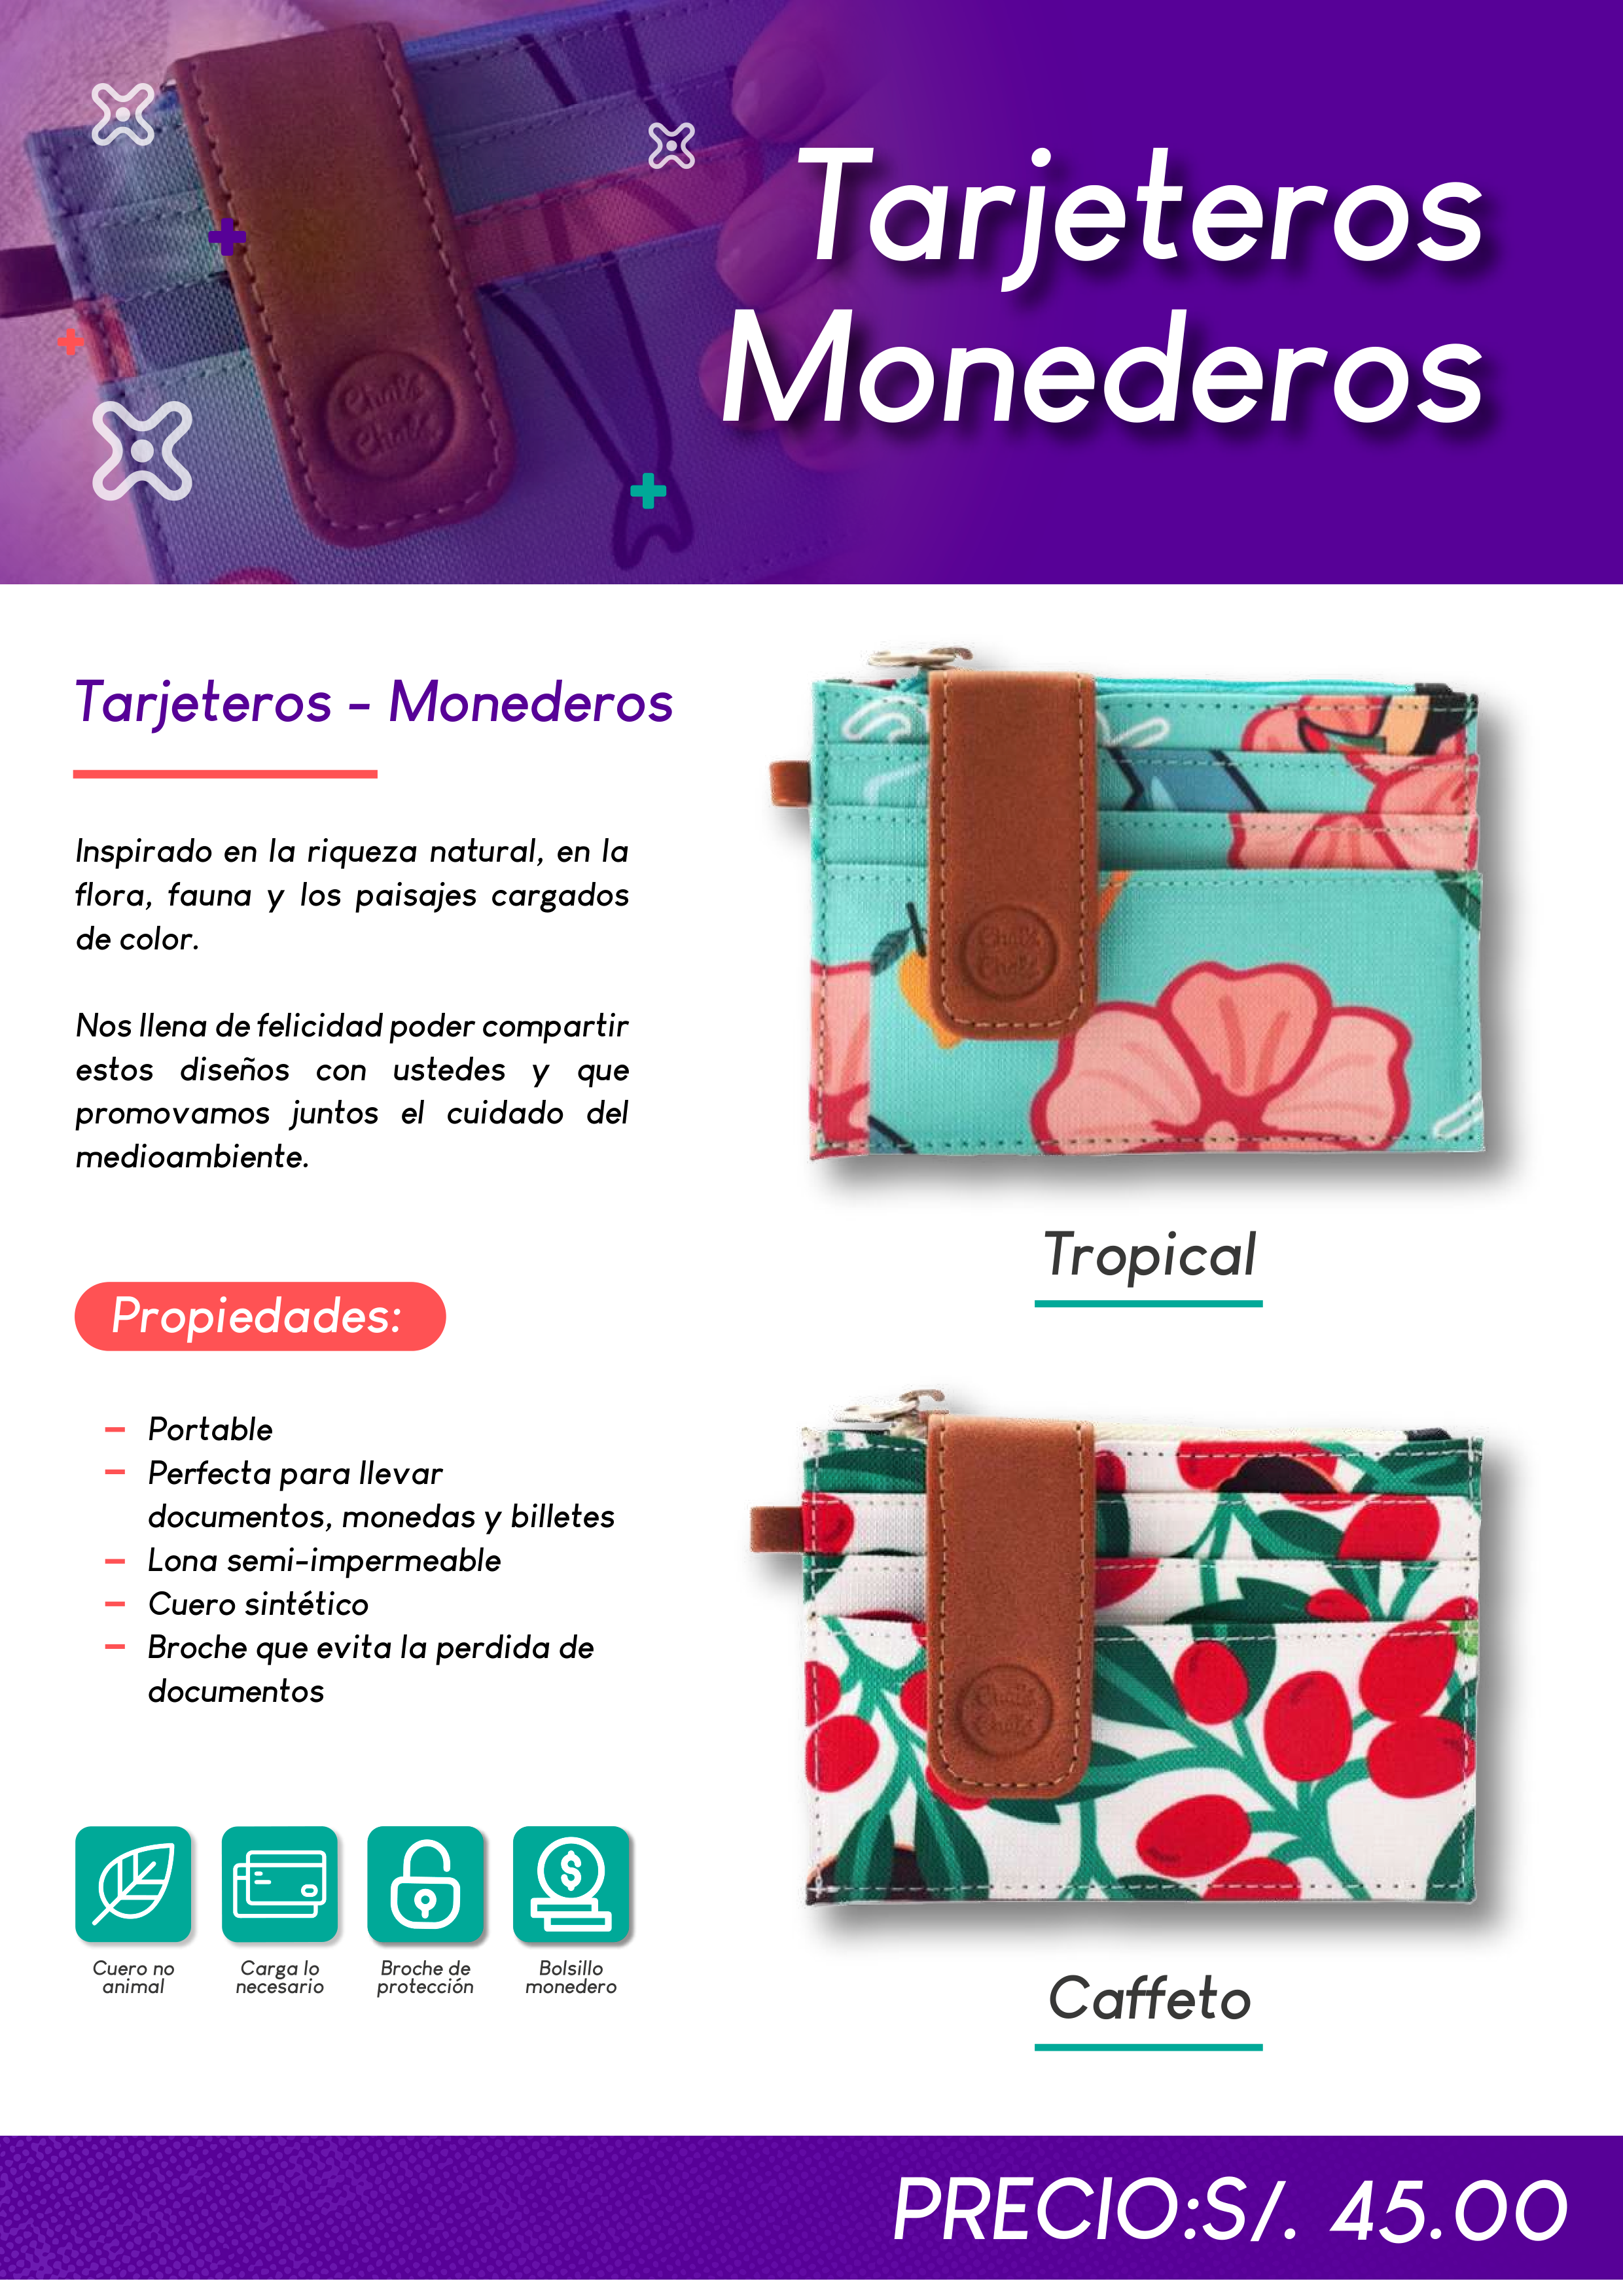 Tarjeteros
Monederos
Chak's
Chak's
Tarjeteros - Monederos
Inspirado en la riqueza natural, en la
flora, fauna y los paisajes cargados
de color.
Nos llena de felicidad poder compartir
estos diseños con ustedes y que
promovamos juntos el cuidado del
medioambiente.
Tropical
Propiedades:
– Portable
– Perfecta para llevar
documentos, monedas y billetes
– Lona semi-impermeable
– Cuero sintético
– Broche que evita la perdida de
documentos
Cuero no
animal
Carga lo
necesario
Broche de
protección
Bolsillo
monedero
Caffeto
PRECIO:S/. 45.00